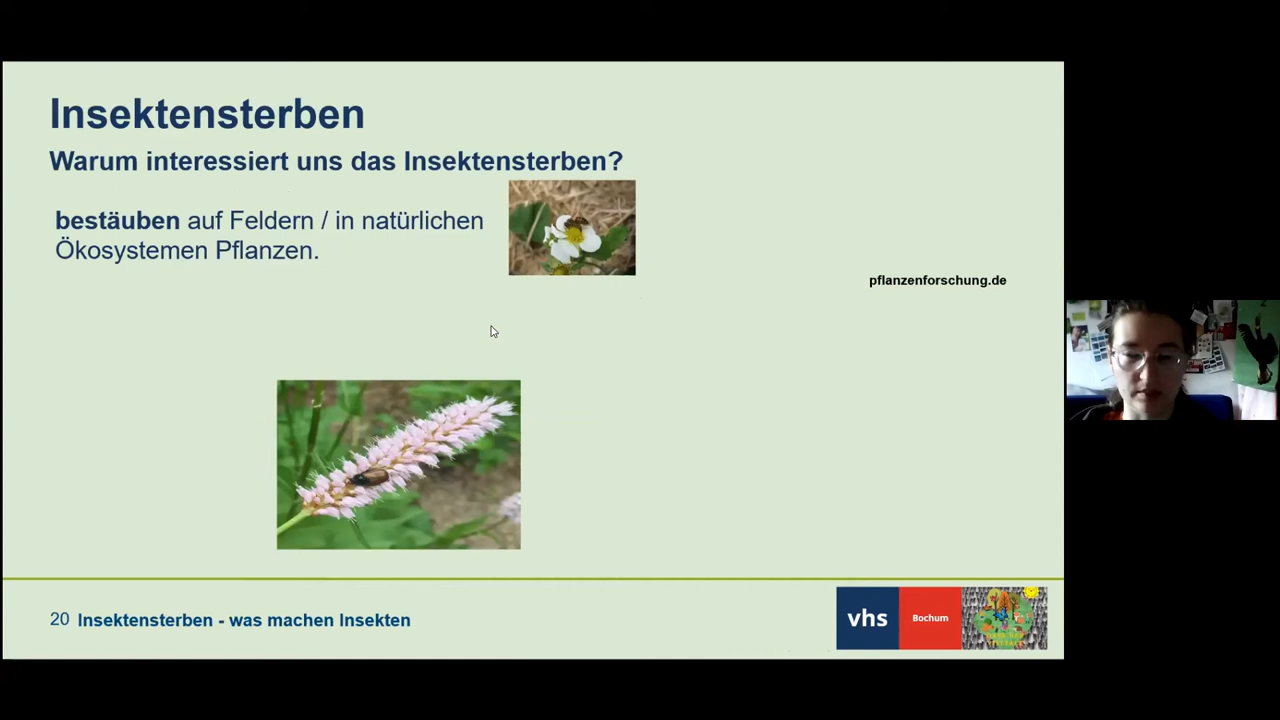 Insektensterben
Warum interessiert uns das Insektensterben?
bestäuben auf Feldern / in natürlichen
Ökosystemen Pflanzen.
pflanzenforschung.de
20 Insektensterben - was machen Insekten
vhs
Bochum